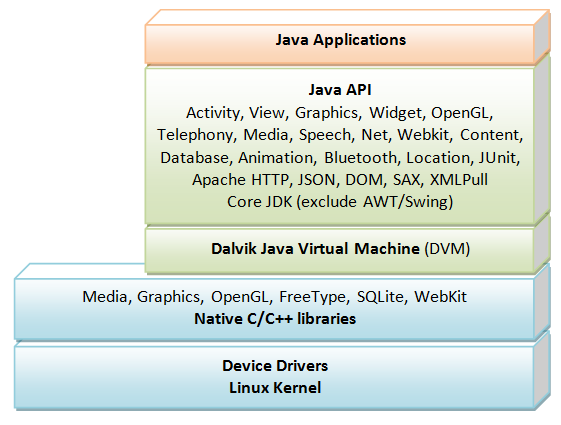 Java Applications
Java API
Activity, View, Graphics, Widget, OpenGL,
Telephony, Media, Speech, Net, Webkit, Content,
Database, Animation, Bluetooth, Location, JUnit,
Apache HTTP, JSON, DOM, SAX, XMLPull
Core JDK (exclude AWT/Swing)
Dalvik Java Virtual Machine (DVM)
Media, Graphics, OpenGL, FreeType, SQLite, WebKit
Native C/C++ libraries
Device Drivers
Linux Kernel